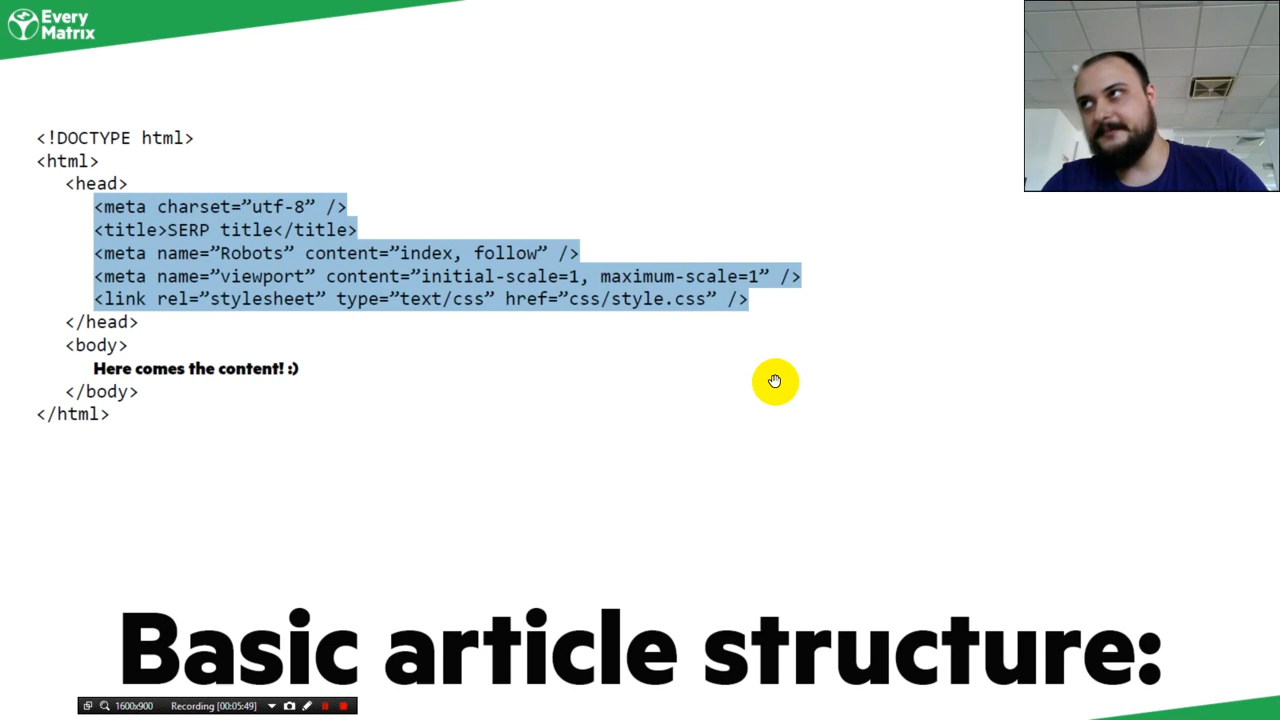 Every
Matrix
<!DOCTYPE html>
<html>
<head>
<meta charset=”utf-8” />
<title>SERP title</title>
<meta name=”Robots” content=”index, follow” />
<meta name=”viewport” content=”initial-scale=1, maximum-scale=1” />
<link rel=”stylesheet” type=”text/css” href=”css/style.css” />
</head>
<body>
Here comes the content! :)
</body>
</html>
Basic article structure:
1600x900 Recording [00:05:49]